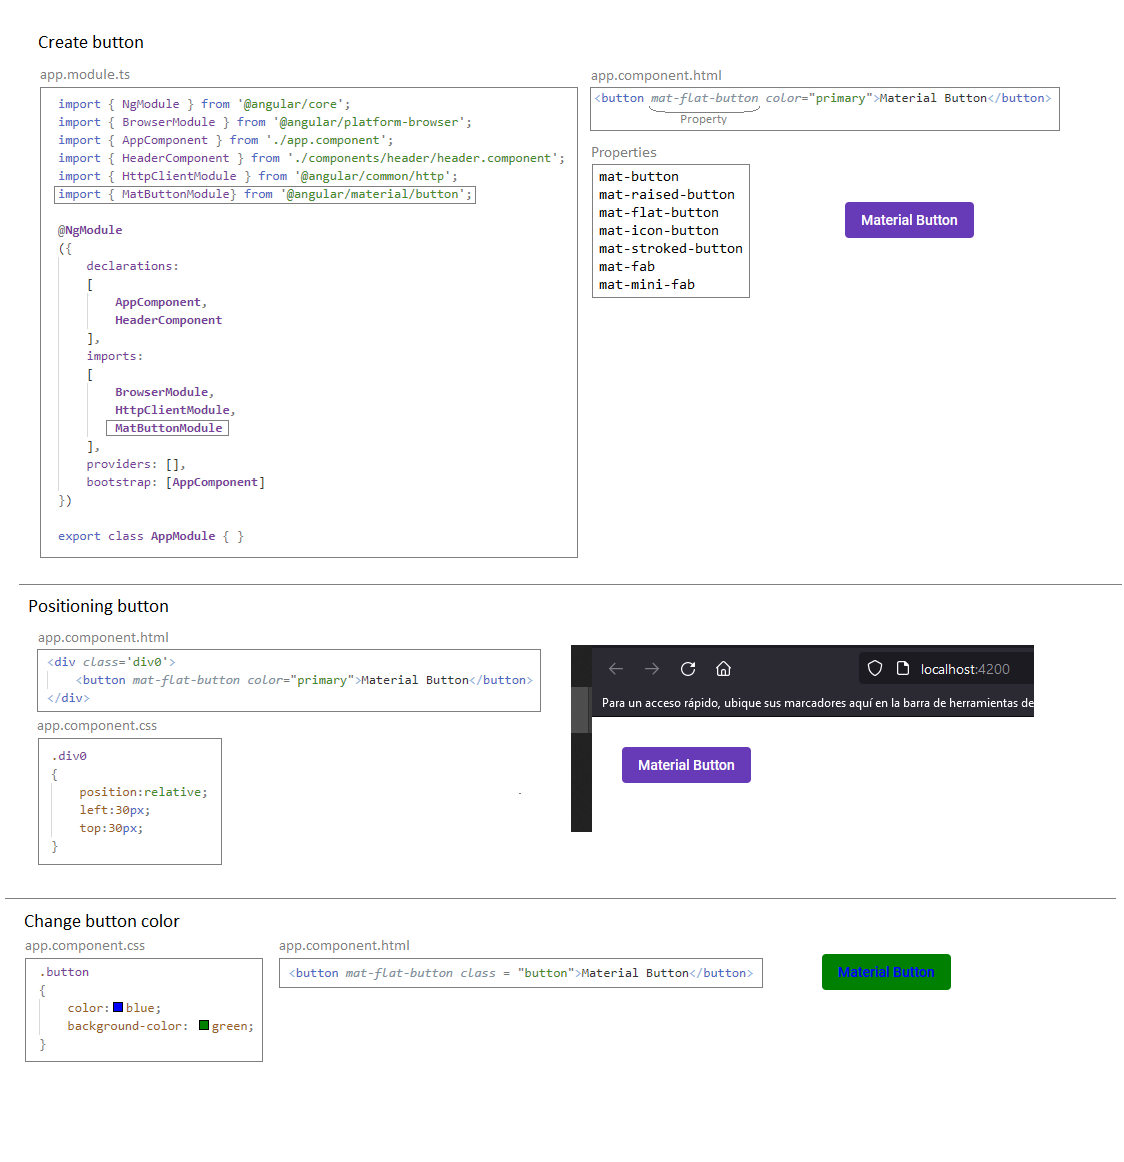 Create button
app.module.ts
import { NgModule } from '@angular/core';
import { BrowserModule } from '@angular/platform-browser';
import { AppComponent } from './app.component';
import { HeaderComponent } from './components/header/header.component';
import { HttpClientModule } from '@angular/common/http';
import { MatButtonModule} from '@angular/material/button';
@NgModule
({
declarations:
[
AppComponent,
HeaderComponent
],
imports:
[
BrowserModule,
HttpClientModule,
MatButtonModule
],
providers: [],
bootstrap: [AppComponent]
})
export class AppModule { }
app.component.html
<button mat-flat-button color="primary">Material Button</button>
Property
Properties
mat-button
mat-raised-button
mat-flat-button
mat-icon-button
mat-stroked-button
mat-fab
mat-mini-fab
Material Button
Positioning button
app.component.html
<div class='div0'>
<button mat-flat-button color="primary">Material Button</button>
</div>
app.component.css
.div0
{
position:relative;
left:30px;
top:30px;
}
localhost:4200
Para un acceso rápido, ubique sus marcadores aquí en la barra de herramientas de
Material Button
Change button color
app.component.css
.button
{
color: blue;
background-color: green;
}
app.component.html
<button mat-flat-button class = "button">Material Button</button>
Material Button